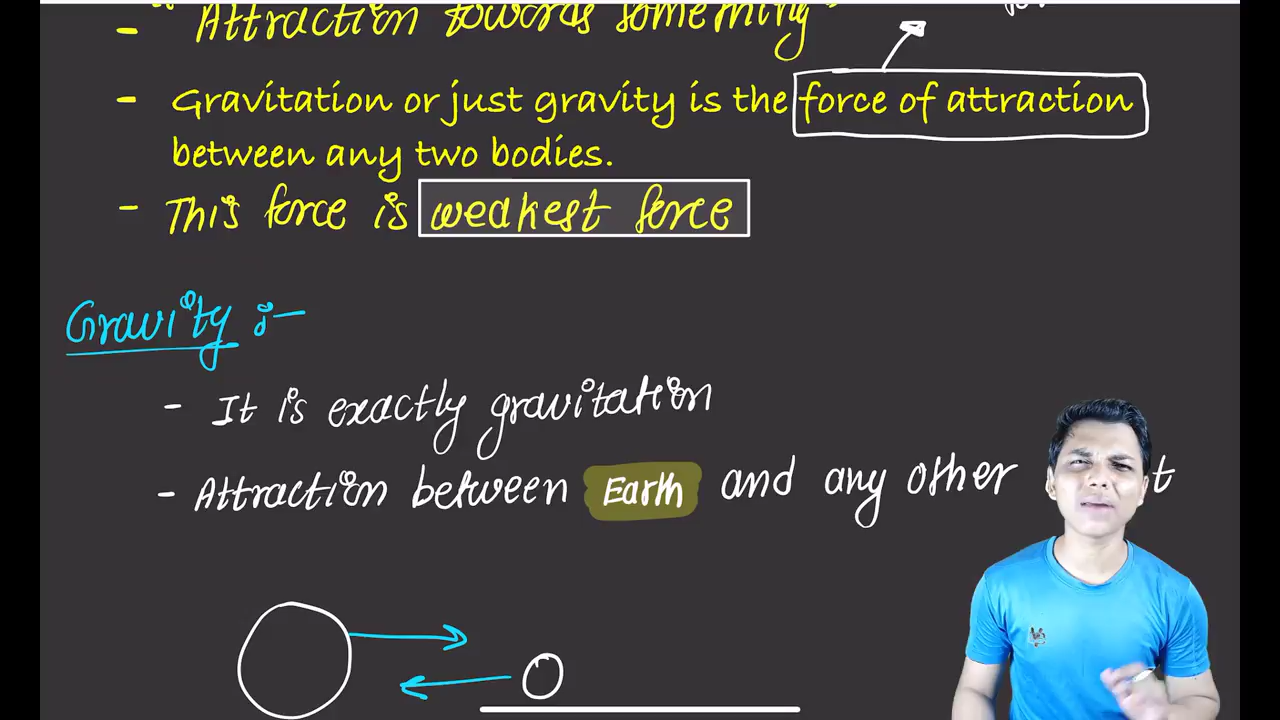 - Attraction towards something
- Gravitation or just gravity is the force of attraction
between any two bodies.
- This force is weakest force
Gravity :-
- It is exactly gravitation
- Attraction between Earth and any other t